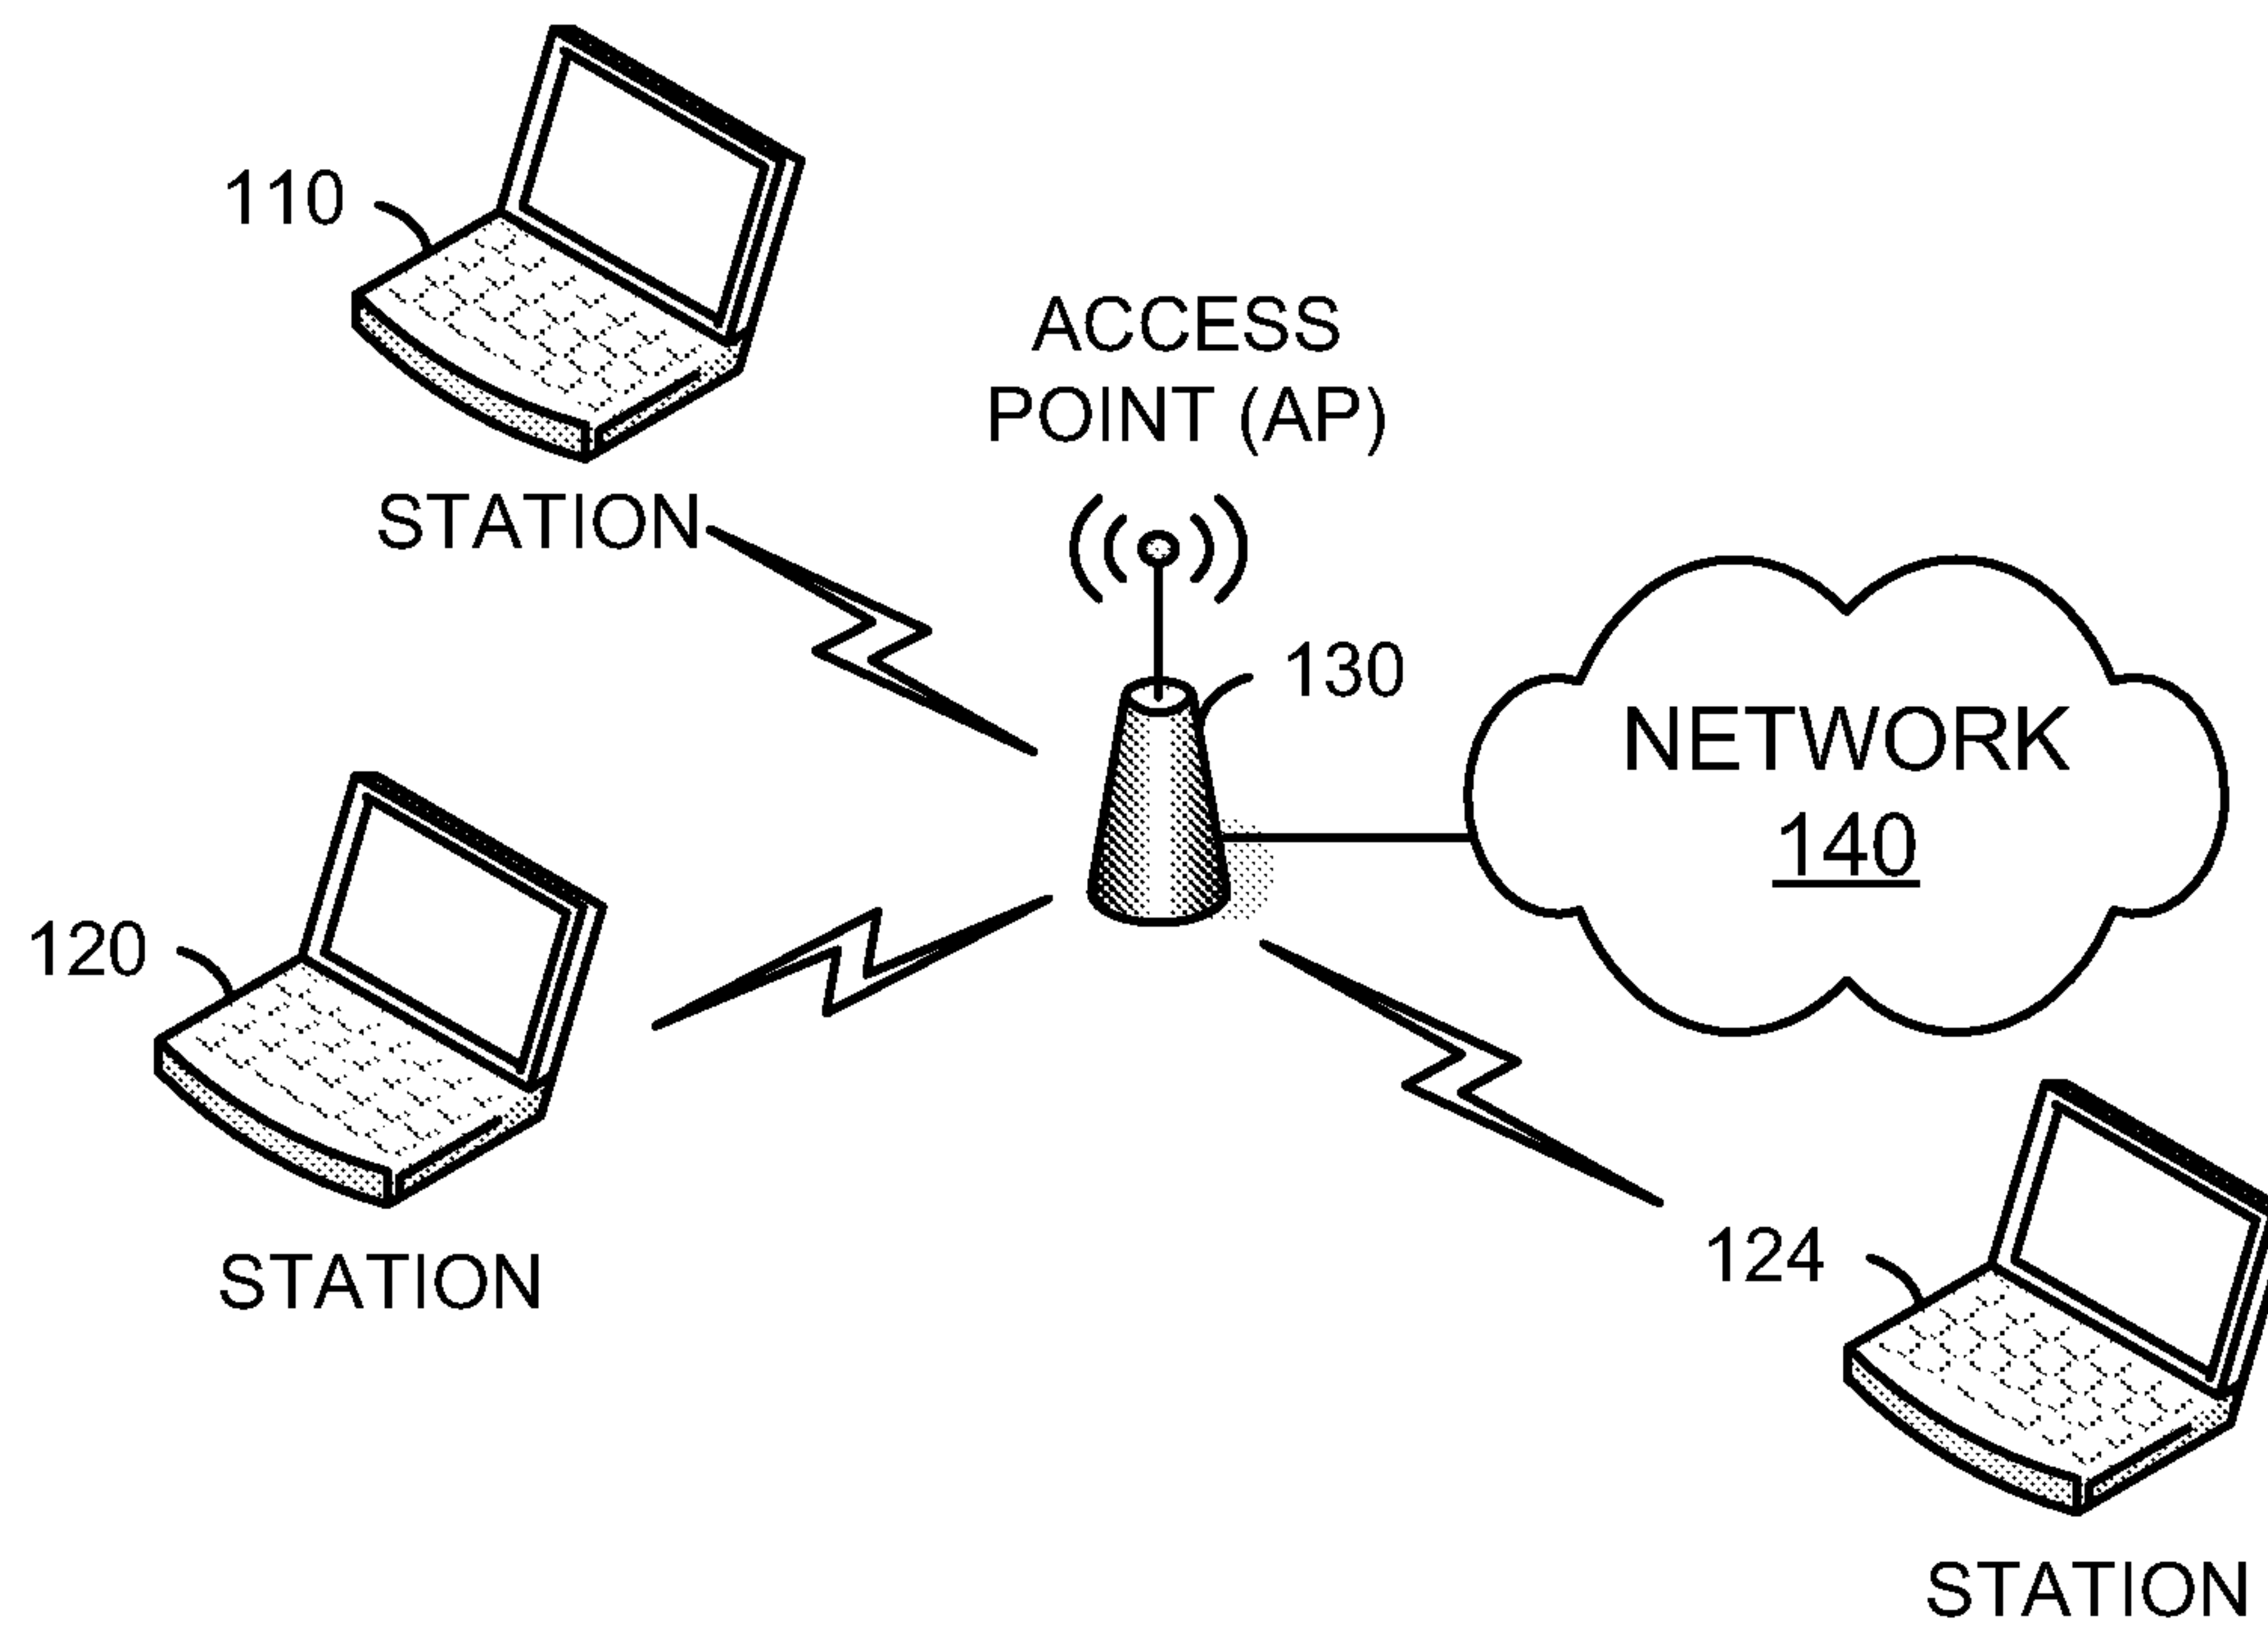 110
ACCESS
POINT (AP)
STATION
130
NETWORK
140
120
STATION
124
STATION